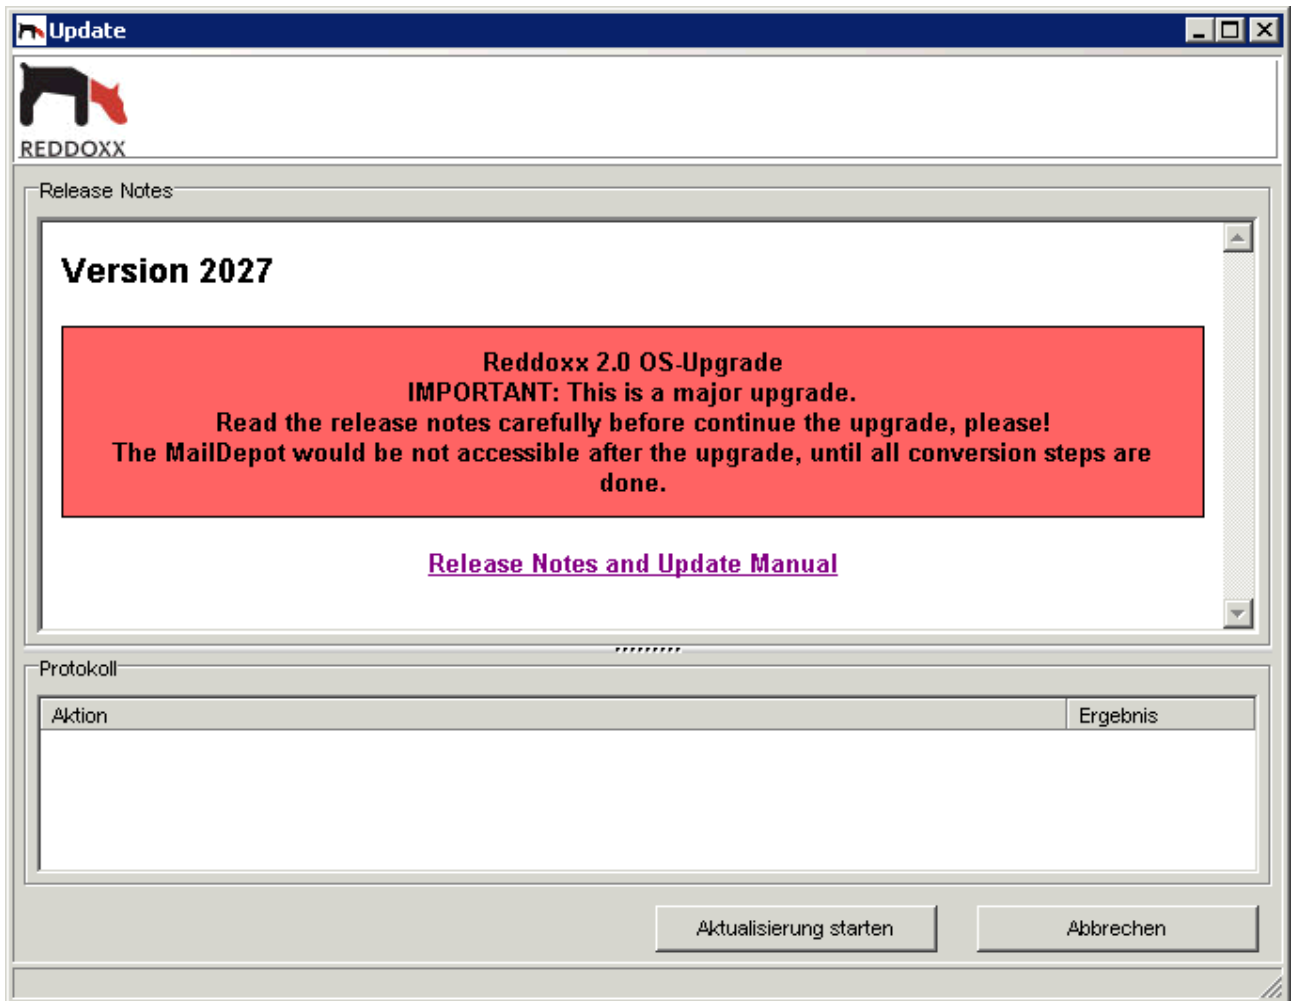 Update
REDDOXX
Release Notes
Version 2027
Reddoxx 2.0 OS-Upgrade
IMPORTANT: This is a major upgrade.
Read the release notes carefully before continue the upgrade, please!
The MailDepot would be not accessible after the upgrade, until all conversion steps are
done.
Release Notes and Update Manual
Protokoll
Aktion Ergebnis
Aktualisierung starten Abbrechen